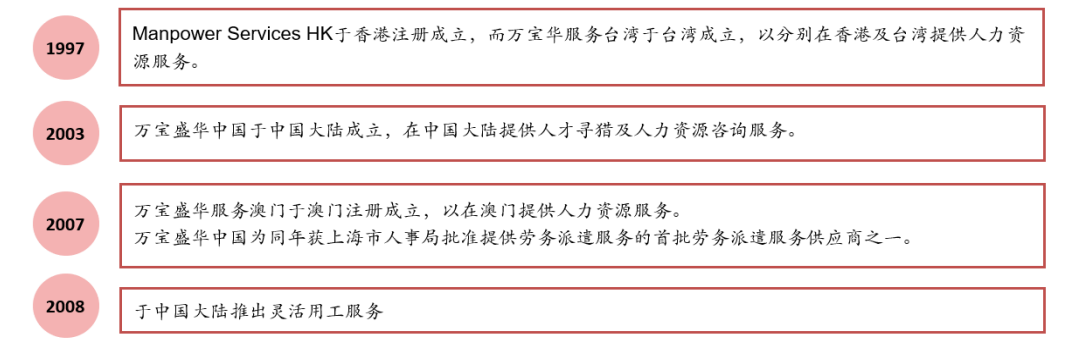 1997
Manpower Services HK于香港注册成立，而万宝华服务台湾于台湾成立，以分别在香港及台湾提供人力资
源服务。
2003
万宝盛华中国于中国大陆成立，在中国大陆提供人才寻猎及人力资源咨询服务。
2007
万宝盛华服务澳门于澳门注册成立，以在澳门提供人力资源服务。
万宝盛华中国为同年获上海市人事局批准提供劳务派遣服务的首批劳务派遣服务供应商之一。
2008
于中国大陆推出灵活用工服务